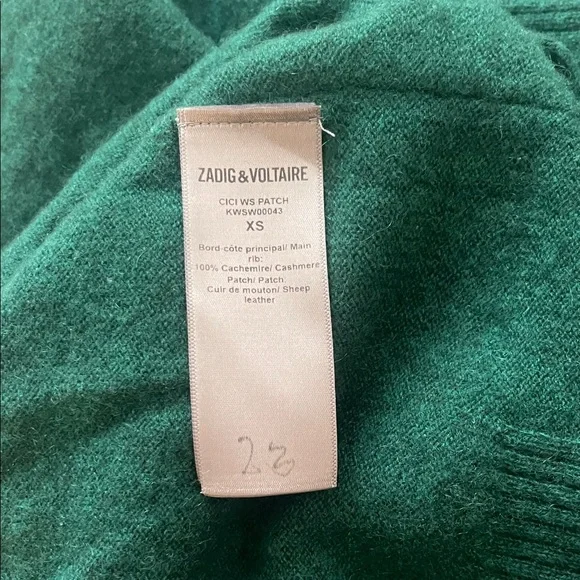 ZADIG & VOLTAIRE
CICI WS PATCH
KWSW00043
XS
Bord-côte principal/ Main
rib:
100% Cachemire/ Cashmere
Patch/ Patch
Cuir de mouton/ Sheep
leather